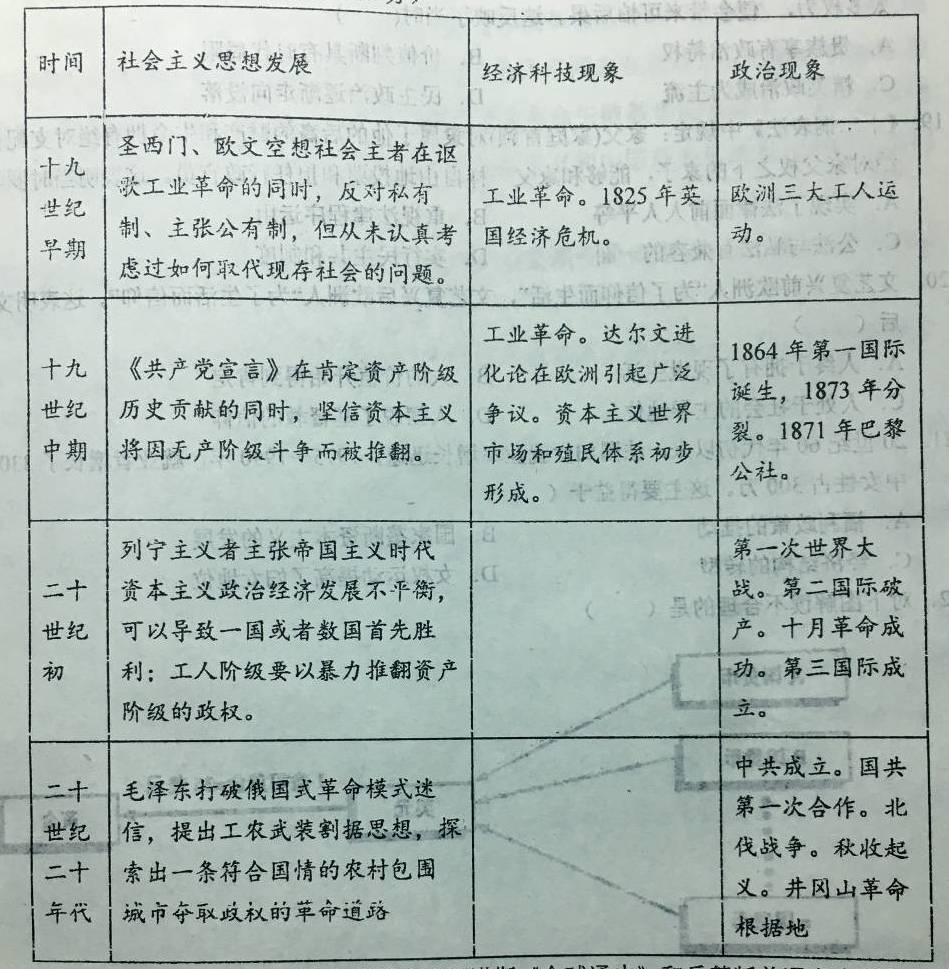 时间
社会主义思想发展
经济科技现象
政治现象
十九
世纪
早期
圣西门、欧文空想社会主者在讴
歌工业革命的同时，反对私有
制、主张公有制，但从未认真考
虑过如何取代现存社会的问题。
工业革命。1825年英
国经济危机。
欧洲三大工人运
动。
十九
世纪
中期
《共产党宣言》在肯定资产阶级
历史贡献的同时，坚信资本主义
将因无产阶级斗争而被推翻。
工业革命。达尔文进
化论在欧洲引起广泛
争议。资本主义世界
市场和殖民体系初步
形成。
1864年第一国际
诞生，1873年分
裂。1871年巴黎
公社。
二十
世纪
初
列宁主义者主张帝国主义时代
资本主义政治经济发展不平衡，
可以导致一国或者数国首先胜
利；工人阶级要以暴力推翻资产
阶级的政权。
第一次世界大
战。第二国际破
产。十月革命成
功。第三国际成
立。
二十
世纪
二十
年代
毛泽东打破俄国式革命模式迷
信，提出工农武装割据思想，探
索出一条符合国情的农村包围
城市夺取政权的革命道路
中共成立。国共
第一次合作。北
伐战争。秋收起
义。井冈山革命
根据地